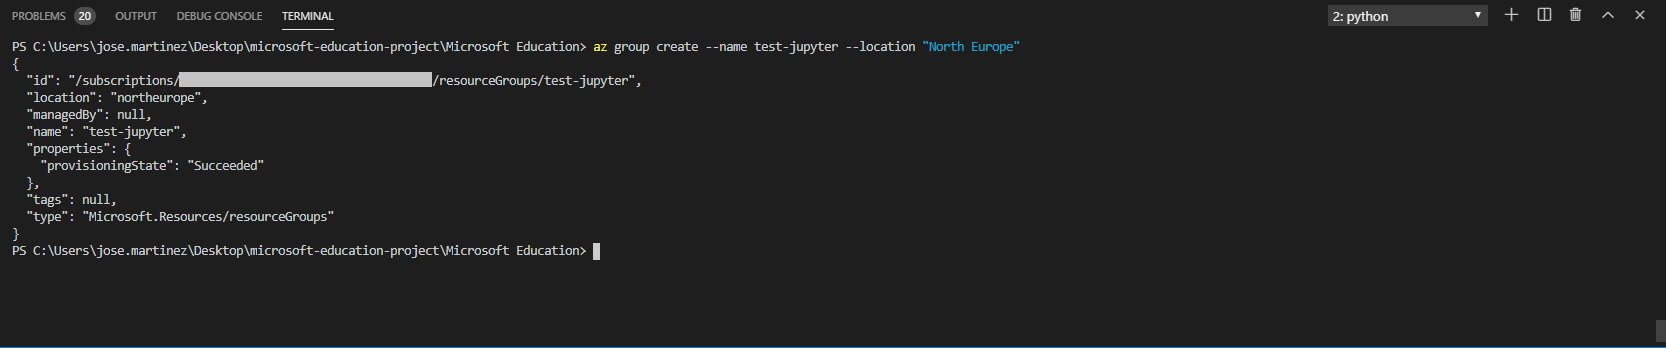 PROBLEMS 20 OUTPUT DEBUG CONSOLE TERMINAL 2: python
PS C:\Users\jose.martinez\Desktop\microsoft-education-project\Microsoft Education> az group create --name test-jupyter --location "North Europe"
{
  "id": "/subscriptions/ /resourceGroups/test-jupyter",
  "location": "northeurope",
  "managedBy": null,
  "name": "test-jupyter",
  "properties": {
    "provisioningState": "Succeeded"
  },
  "tags": null,
  "type": "Microsoft.Resources/resourceGroups"
}
PS C:\Users\jose.martinez\Desktop\microsoft-education-project\Microsoft Education>